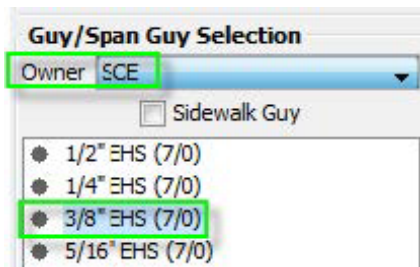 Guy/Span Guy Selection
Owner SCE
Sidewalk Guy
1/2" EHS (7/0)
1/4" EHS (7/0)
3/8" EHS (7/0)
5/16" EHS (7/0)